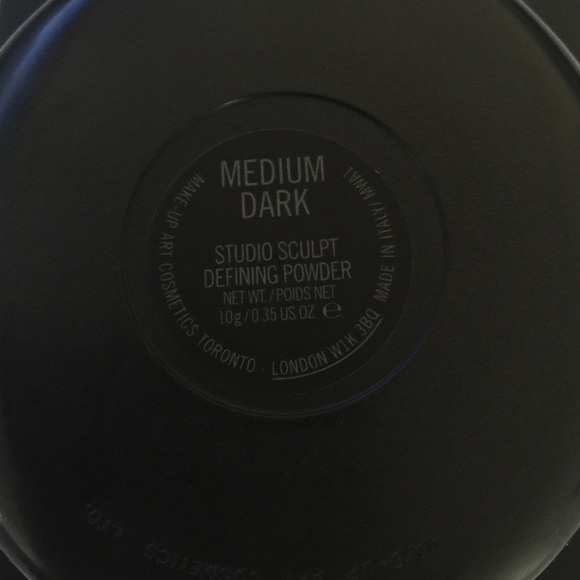 MEDIUM
DARK
STUDIO SCULPT
DEFINING POWDER
NET WT. / POIDS NET
10g / 0.35 US OZ ℮
MAKE-UP ART COSMETICS TORONTO · LONDON W1K 3BQ MADE IN ITALY/